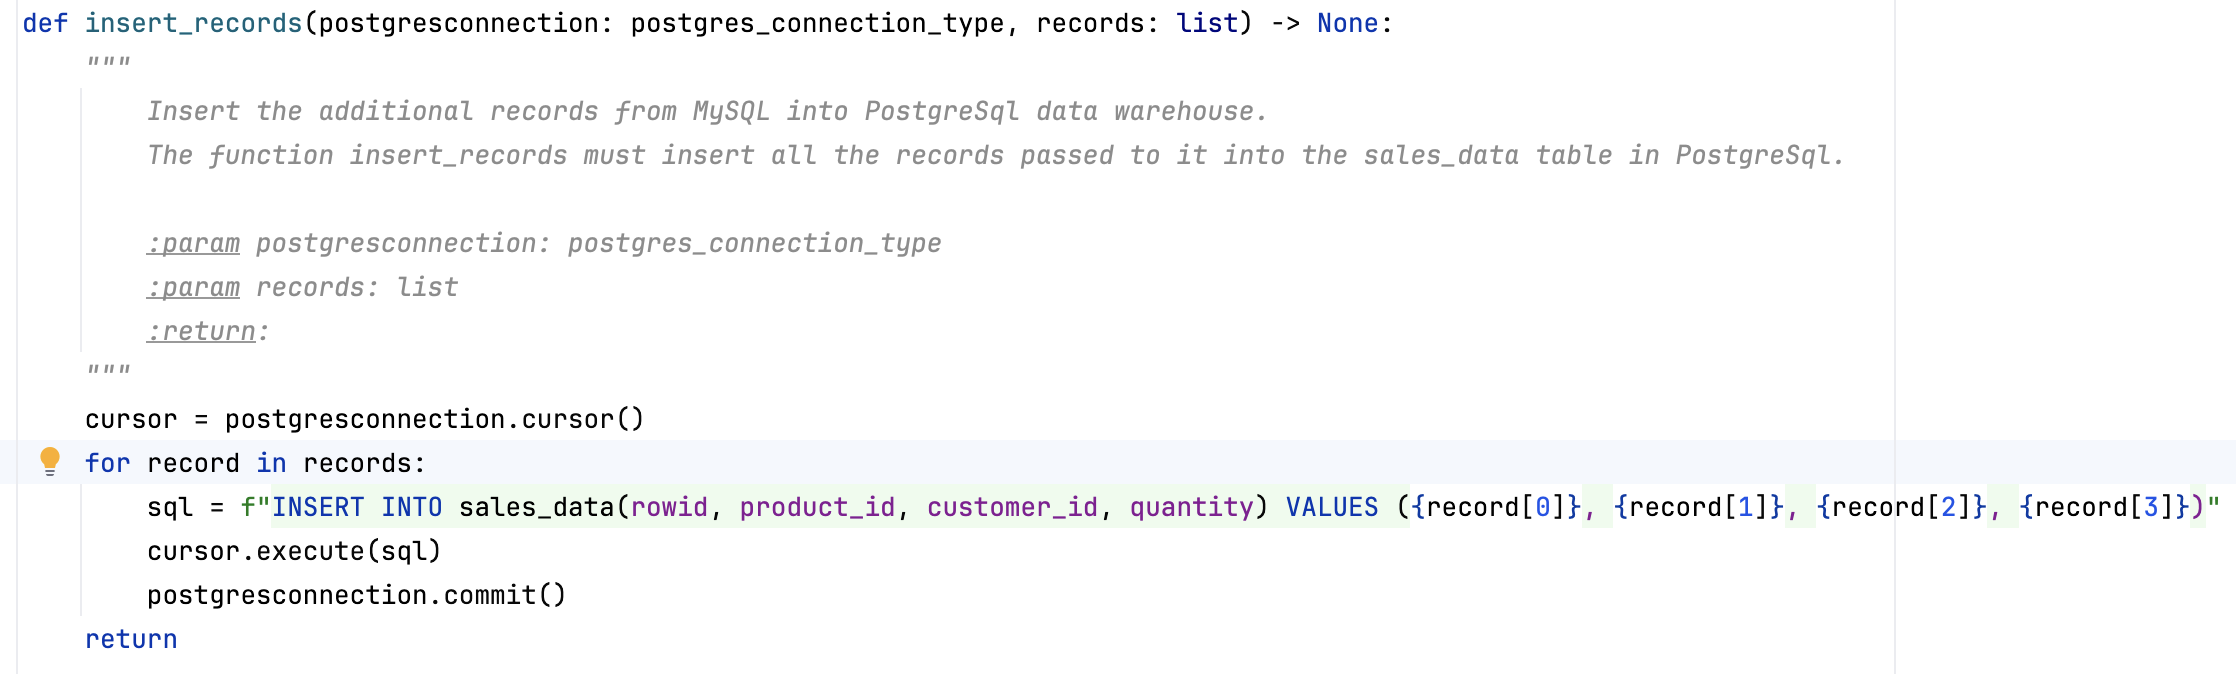 def insert_records(postgresconnection: postgres_connection_type, records: list) -> None:
    """
        Insert the additional records from MySQL into PostgreSql data warehouse.
        The function insert_records must insert all the records passed to it into the sales_data table in PostgreSql.

        :param postgresconnection: postgres_connection_type
        :param records: list
        :return:
    """
    cursor = postgresconnection.cursor()
    for record in records:
        sql = f"INSERT INTO sales_data(rowid, product_id, customer_id, quantity) VALUES ({record[0]}, {record[1]}, {record[2]}, {record[3]})"
        cursor.execute(sql)
        postgresconnection.commit()
    return